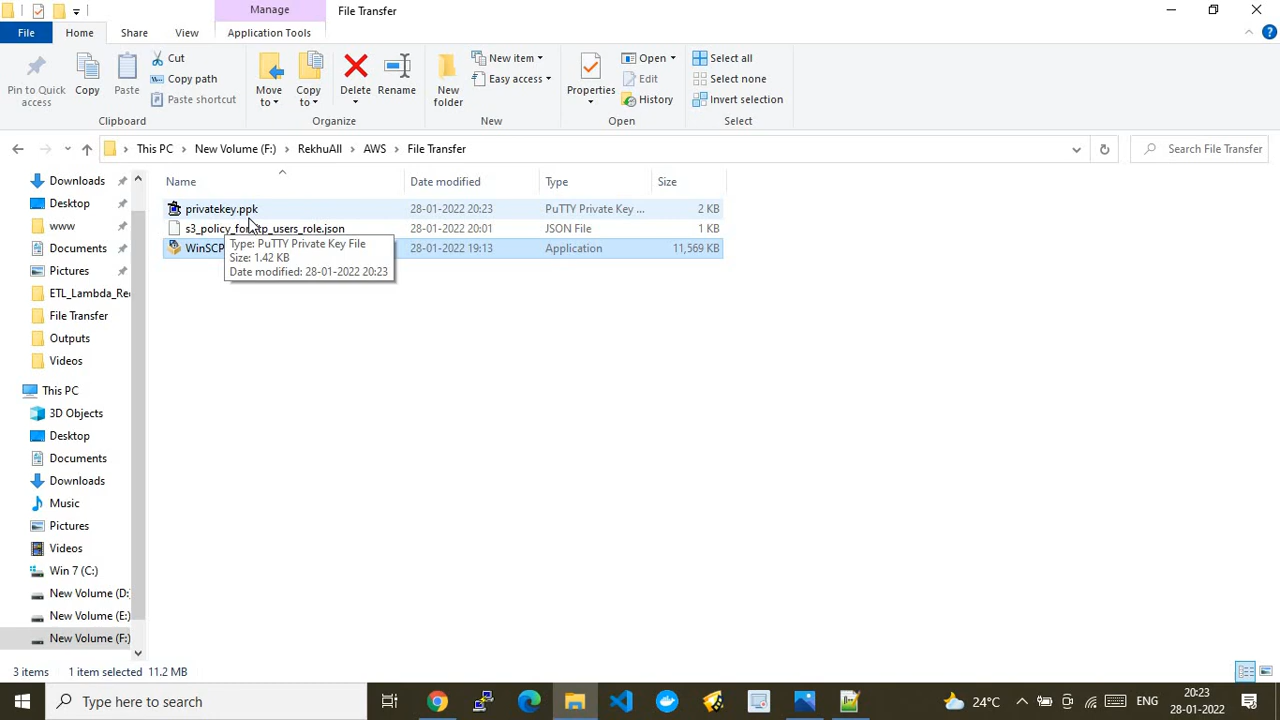 Manage
File Transfer
File
Home
Share
View
Application Tools
Pin to Quick access
Copy
Paste
Cut
Copy path
Paste shortcut
Clipboard
Move to
Copy to
Delete
Rename
Organize
New folder
New item
Easy access
New
Properties
Open
Edit
History
Open
Select all
Select none
Invert selection
Select
This PC > New Volume (F:) > RekhuAll > AWS > File Transfer
Search File Transfer
Name
Date modified
Type
Size
privatekey.ppk 28-01-2022 20:23 PuTTY Private Key ... 2 KB
s3_policy_for tp_users_role.json 28-01-2022 20:01 JSON File 1 KB
WinSCP 28-01-2022 19:13 Application 11,569 KB
Type: PuTTY Private Key File
Size: 1.42 KB
Date modified: 28-01-2022 20:23
Downloads
Desktop
www
Documents
Pictures
ETL_Lambda_Re
File Transfer
Outputs
Videos
This PC
3D Objects
Desktop
Documents
Downloads
Music
Pictures
Videos
Win 7 (C:)
New Volume (D:
New Volume (E:)
New Volume (F:)
3 items 1 item selected 11.2 MB
Type here to search
24°C
ENG
20:23
28-01-2022